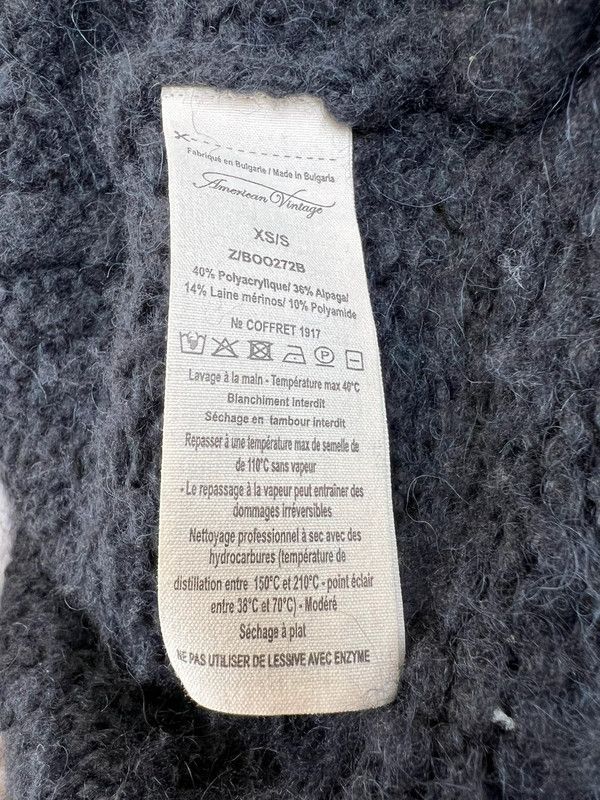 Fabriqué en Bulgarie / Made in Bulgaria
American Vintage
XS/S
Z/BOO272B
40% Polyacrylique/ 36% Alpaga/
14% Laine mérinos/ 10% Polyamide
№ COFFRET 1917
P
Lavage à la main - Température max 40°C
Blanchiment Interdit
Séchage en tambour interdit
Repasser à une température max de semelle de
de 110°C sans vapeur
- Le repassage à la vapeur peut entraîner des
dommages irréversibles
Nettoyage professionnel à sec avec des
hydrocarbures (température de
distillation entre 150°C et 210°C - point éclair
entre 38°C et 70°C) - Modéré
Séchage à plat
NE PAS UTILISER DE LESSIVE AVEC ENZYME